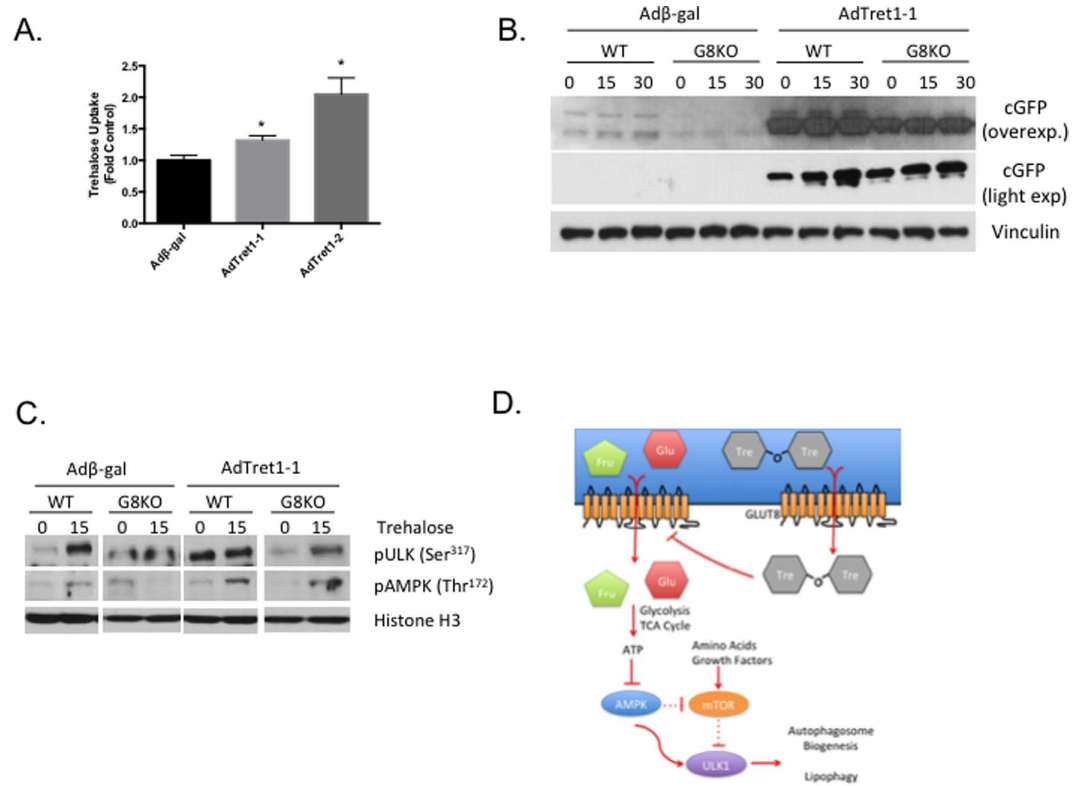 A.
2.5
2.0
1.5
1.0
0.5
0.0
Trehalose Uptake
(Fold Control)
*
*
Adβ-gal
AdTret1-1
AdTret1-2
B.
Adβ-gal AdTret1-1
WT G8KO WT G8KO
0 15 30 0 15 30 0 15 30 0 15 30
cGFP
(overexp.)
cGFP
(light exp)
Vinculin
C.
Adβ-gal AdTret1-1
WT G8KO WT G8KO
0 15 0 15 0 15 0 15 Trehalose
pULK (Ser³¹⁷)
pAMPK (Thr¹⁷²)
Histone H3
D.
Fru Glu Tre O Tre
GLUT8
Fru Glu Tre O Tre
Glycolysis
TCA Cycle
ATP
Amino Acids
Growth Factors
AMPK mTOR
Autophagosome
Biogenesis
ULK1
Lipophagy